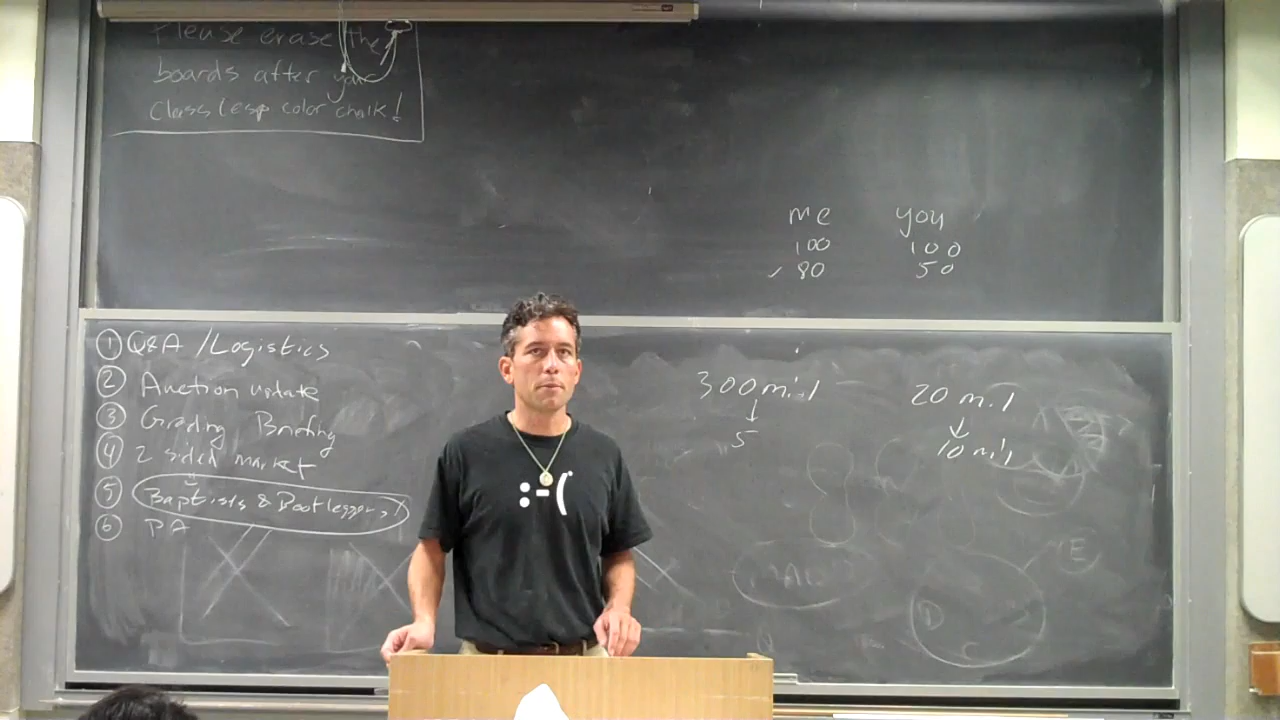 Please erase the
boards after your
Class (esp color chalk!
me you
100 100
✓ 80 50
① Q&A / Logistics
② Auction update
③ Grading Briefing
④ 2 sided market
⑤ Baptists & Bootleggers!
⑥ PA
300 mil
↓
5
20 mil
↓
10 mil
:-(
E
D
C